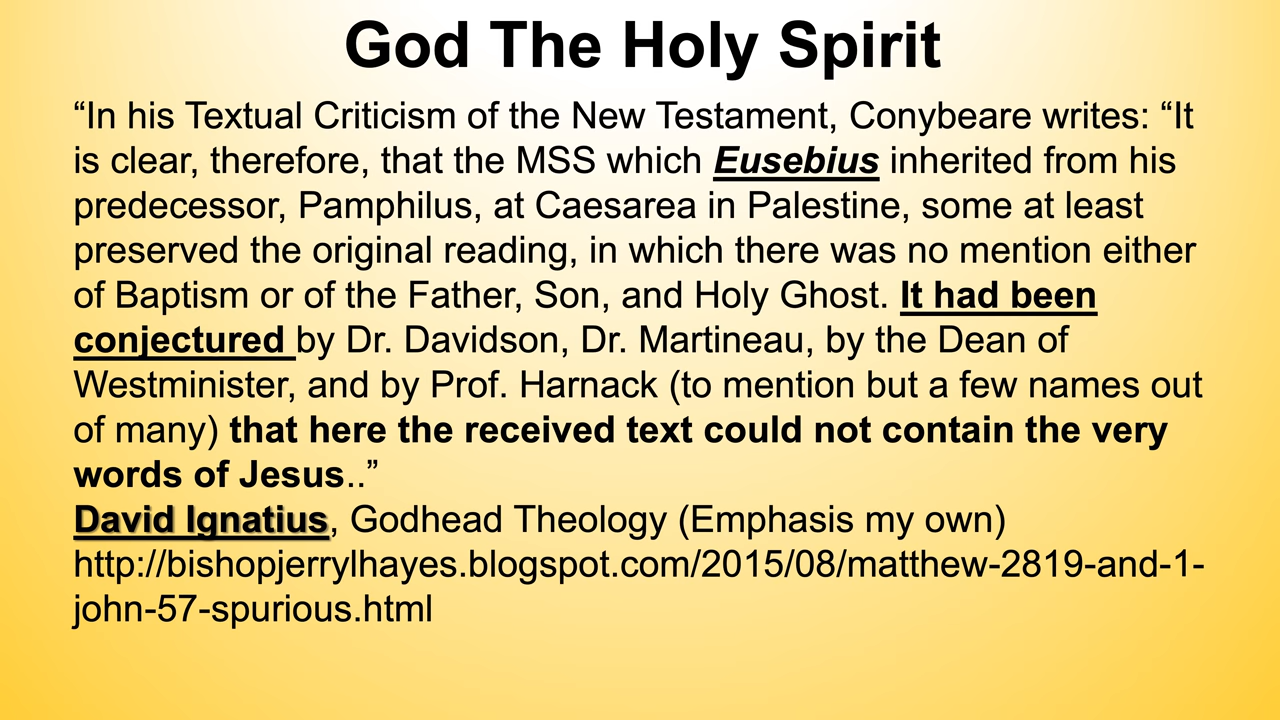 God The Holy Spirit
“In his Textual Criticism of the New Testament, Conybeare writes: “It
is clear, therefore, that the MSS which Eusebius inherited from his
predecessor, Pamphilus, at Caesarea in Palestine, some at least
preserved the original reading, in which there was no mention either
of Baptism or of the Father, Son, and Holy Ghost. It had been
conjectured by Dr. Davidson, Dr. Martineau, by the Dean of
Westminister, and by Prof. Harnack (to mention but a few names out
of many) that here the received text could not contain the very
words of Jesus..”
David Ignatius, Godhead Theology (Emphasis my own)
http://bishopjerrylhayes.blogspot.com/2015/08/matthew-2819-and-1-
john-57-spurious.html